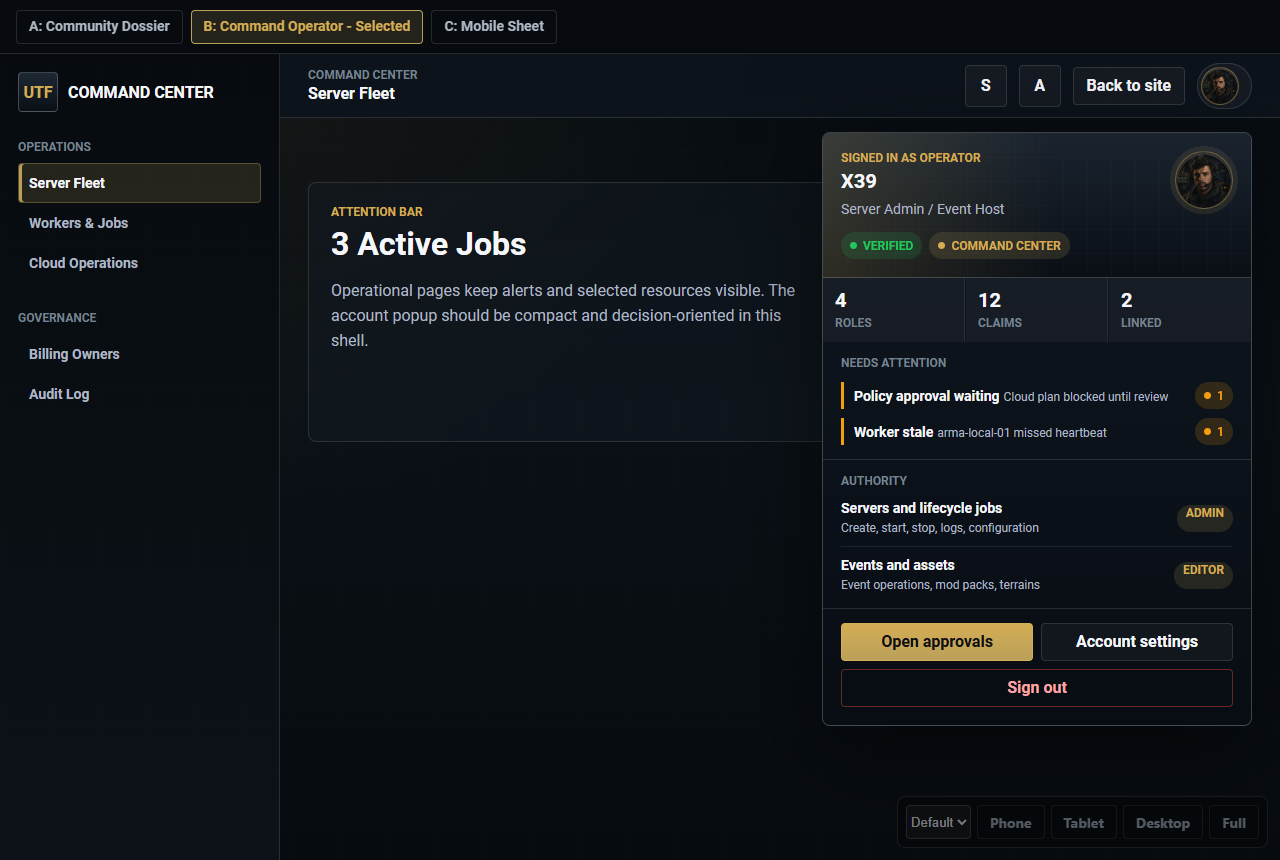 A: Community Dossier
B: Command Operator - Selected
C: Mobile Sheet
UTF
COMMAND CENTER
OPERATIONS
Server Fleet
Workers & Jobs
Cloud Operations
GOVERNANCE
Billing Owners
Audit Log
COMMAND CENTER
Server Fleet
S
A
Back to site
ATTENTION BAR
3 Active Jobs
Operational pages keep alerts and selected resources visible. The
account popup should be compact and decision-oriented in this
shell.
SIGNED IN AS OPERATOR
X39
Server Admin / Event Host
VERIFIED
COMMAND CENTER
4
ROLES
12
CLAIMS
2
LINKED
NEEDS ATTENTION
Policy approval waiting Cloud plan blocked until review
1
Worker stale arma-local-01 missed heartbeat
1
AUTHORITY
Servers and lifecycle jobs
Create, start, stop, logs, configuration
ADMIN
Events and assets
Event operations, mod packs, terrains
EDITOR
Open approvals
Account settings
Sign out
Default
Phone
Tablet
Desktop
Full